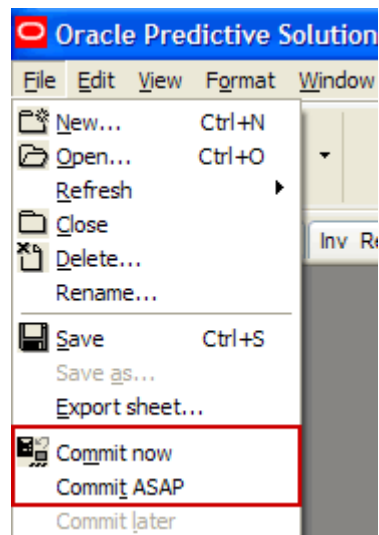 Oracle Predictive Solution
File Edit View Format Window
New... Ctrl+N
Open... Ctrl+O
Refresh
Close
Inv Re
Delete...
Rename...
Save Ctrl+S
Save as...
Export sheet...
Commit now
Commit ASAP
Commit later